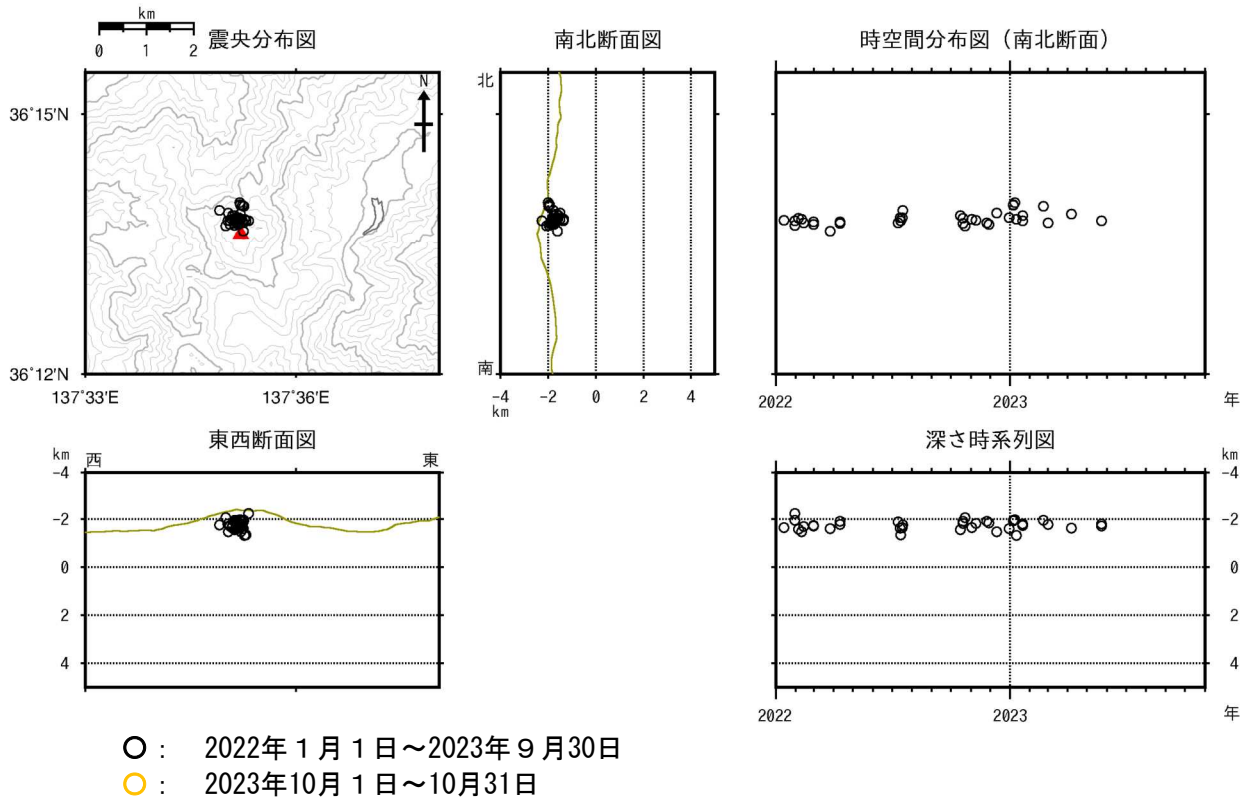 km
0 1 2
震央分布図
N
36°15'N
36°12'N
137°33'E 137°36'E
南北断面図
北
南
-4 -2 0 2 4
km
時空間分布図（南北断面）
2022 2023 年
東西断面図
km
西 東
-4
-2
0
2
4
深さ時系列図
km
-4
-2
0
2
4
2022 2023 年
○： 2022年１月１日～2023年９月30日
○： 2023年10月１日～10月31日